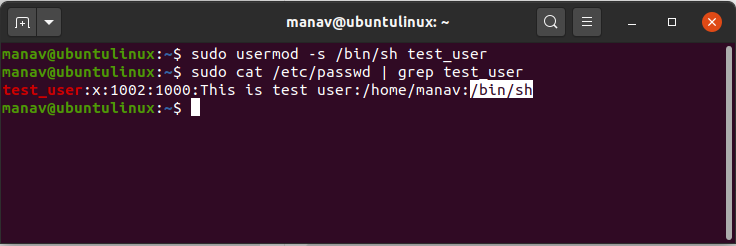 manav@ubuntulinux: ~
manav@ubuntulinux:~$ sudo usermod -s /bin/sh test_user
manav@ubuntulinux:~$ sudo cat /etc/passwd | grep test_user
test_user:x:1002:1000:This is test user:/home/manav:/bin/sh
manav@ubuntulinux:~$